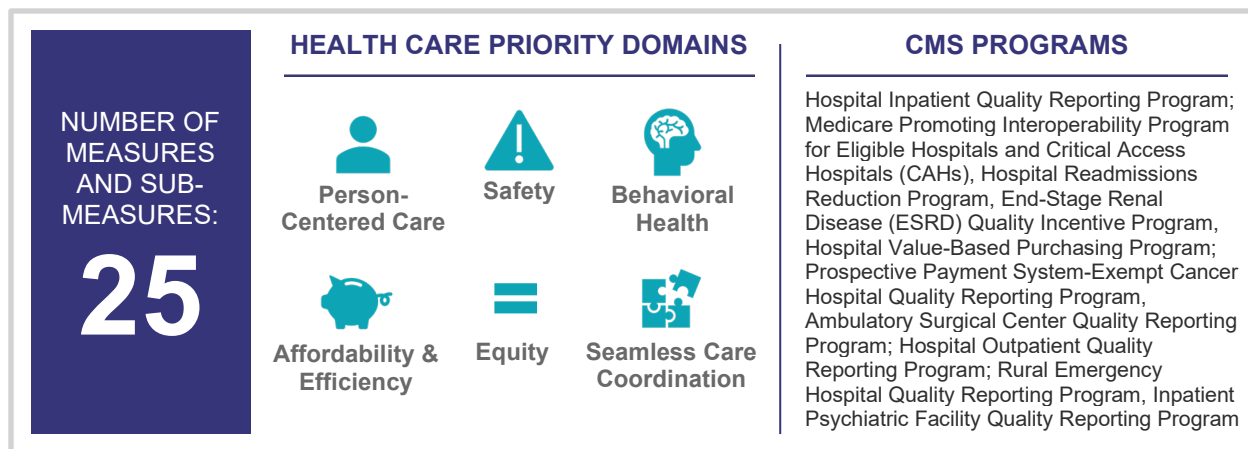 NUMBER OF
MEASURES
AND SUB-
MEASURES:
25
HEALTH CARE PRIORITY DOMAINS
Person-
Centered Care
Safety
Behavioral
Health
Affordability &
Efficiency
Equity
Seamless Care
Coordination
CMS PROGRAMS
Hospital Inpatient Quality Reporting Program;
Medicare Promoting Interoperability Program
for Eligible Hospitals and Critical Access
Hospitals (CAHs), Hospital Readmissions
Reduction Program, End-Stage Renal
Disease (ESRD) Quality Incentive Program,
Hospital Value-Based Purchasing Program;
Prospective Payment System-Exempt Cancer
Hospital Quality Reporting Program,
Ambulatory Surgical Center Quality Reporting
Program; Hospital Outpatient Quality
Reporting Program; Rural Emergency
Hospital Quality Reporting Program, Inpatient
Psychiatric Facility Quality Reporting Program